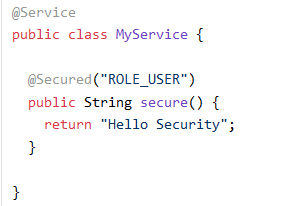 @Service
public class MyService {
@Secured("ROLE_USER")
public String secure() {
return "Hello Security";
}
}